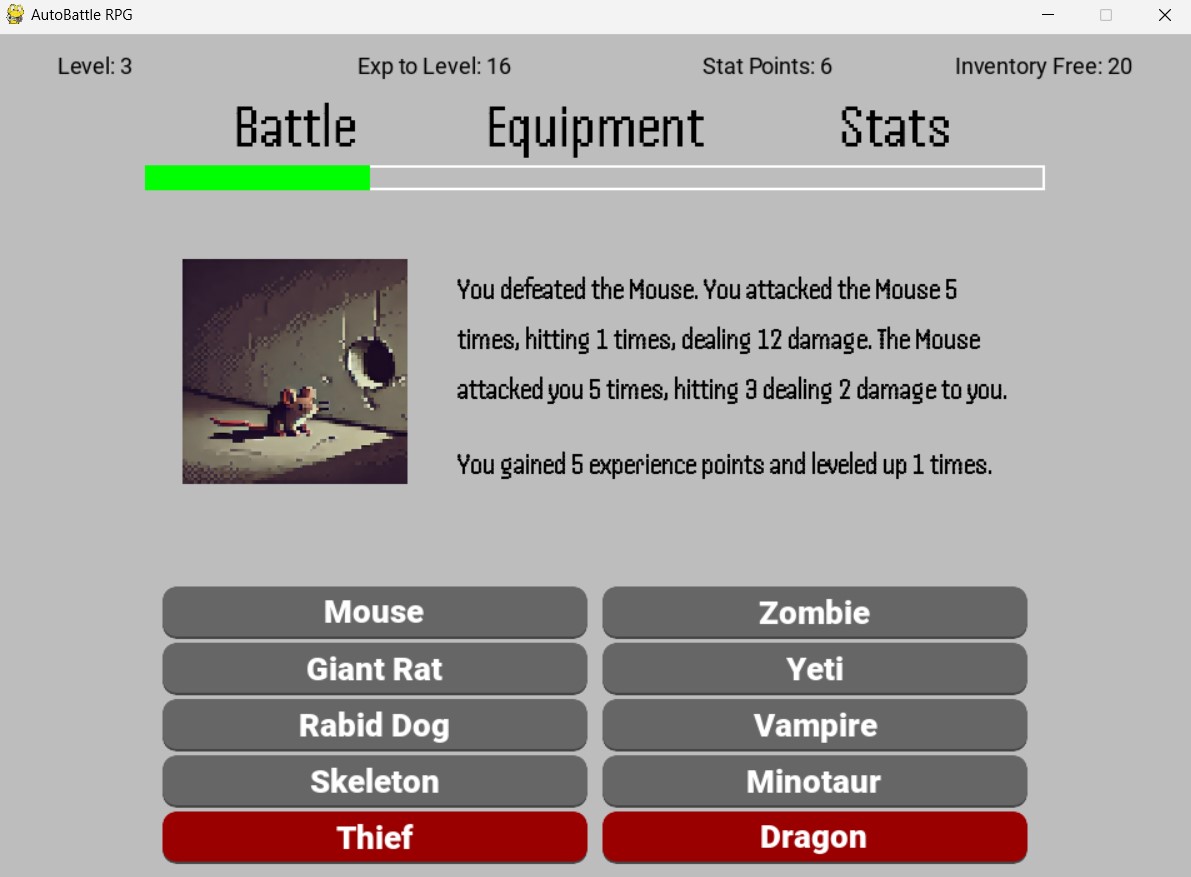 AutoBattle RPG
Level: 3
Exp to Level: 16
Stat Points: 6
Inventory Free: 20
Battle
Equipment
Stats
You defeated the Mouse. You attacked the Mouse 5
times, hitting 1 times, dealing 12 damage. The Mouse
attacked you 5 times, hitting 3 dealing 2 damage to you.
You gained 5 experience points and leveled up 1 times.
Mouse
Zombie
Giant Rat
Yeti
Rabid Dog
Vampire
Skeleton
Minotaur
Thief
Dragon